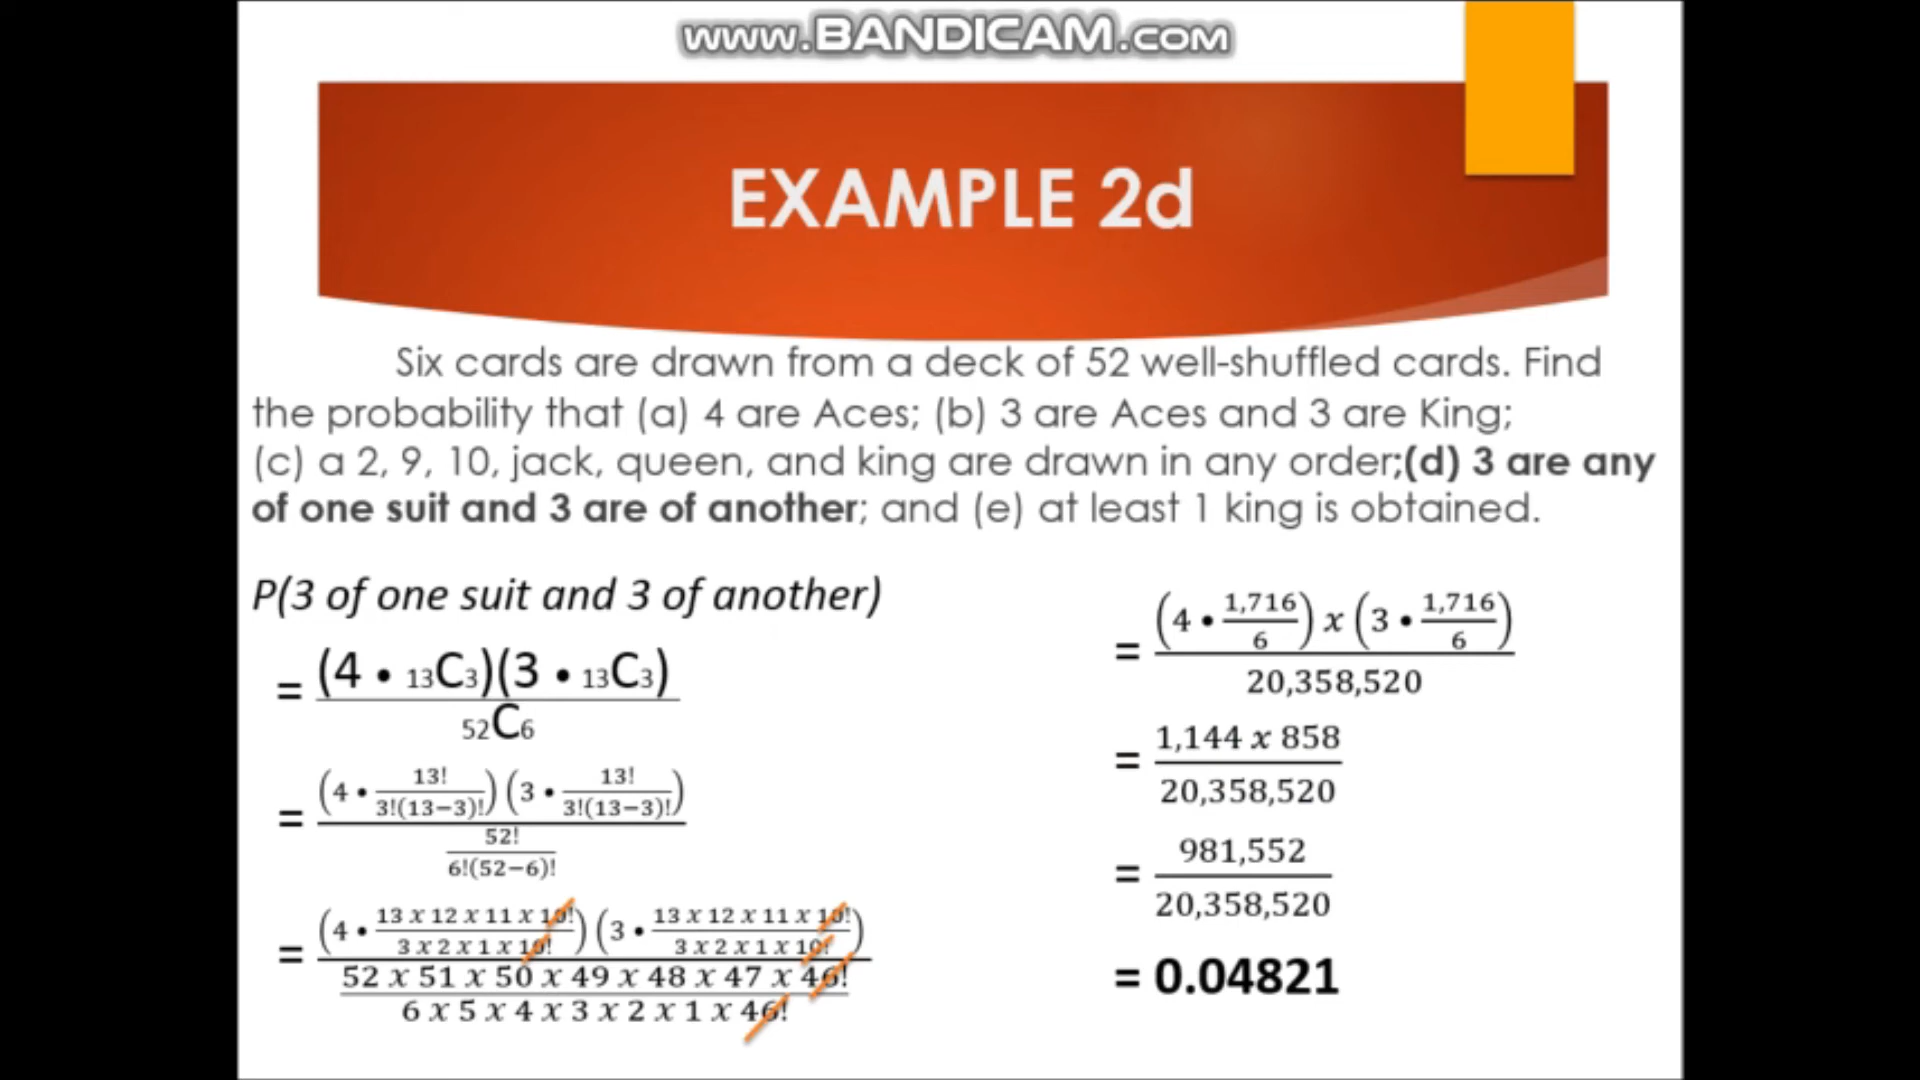 www.BANDICAM.com
EXAMPLE 2d
Six cards are drawn from a deck of 52 well-shuffled cards. Find
the probability that (a) 4 are Aces; (b) 3 are Aces and 3 are King;
(c) a 2, 9, 10, jack, queen, and king are drawn in any order;(d) 3 are any
of one suit and 3 are of another; and (e) at least 1 king is obtained.
P(3 of one suit and 3 of another)
(4 • ₁₃C₃)(3 • ₁₃C₃)
=
₅₂C₆
(4 • 13!/3!(13−3)!) (3 • 13!/3!(13−3)!)
=
52!/6!(52−6)!
(4 • 13 x 12 x 11 x 10!/3 x 2 x 1 x 10!) (3 • 13 x 12 x 11 x 10!/3 x 2 x 1 x 10!)
=
52 x 51 x 50 x 49 x 48 x 47 x 46!
6 x 5 x 4 x 3 x 2 x 1 x 46!
(4 • 1,716/6) x (3 • 1,716/6)
=
20,358,520
1,144 x 858
=
20,358,520
981,552
=
20,358,520
= 0.04821